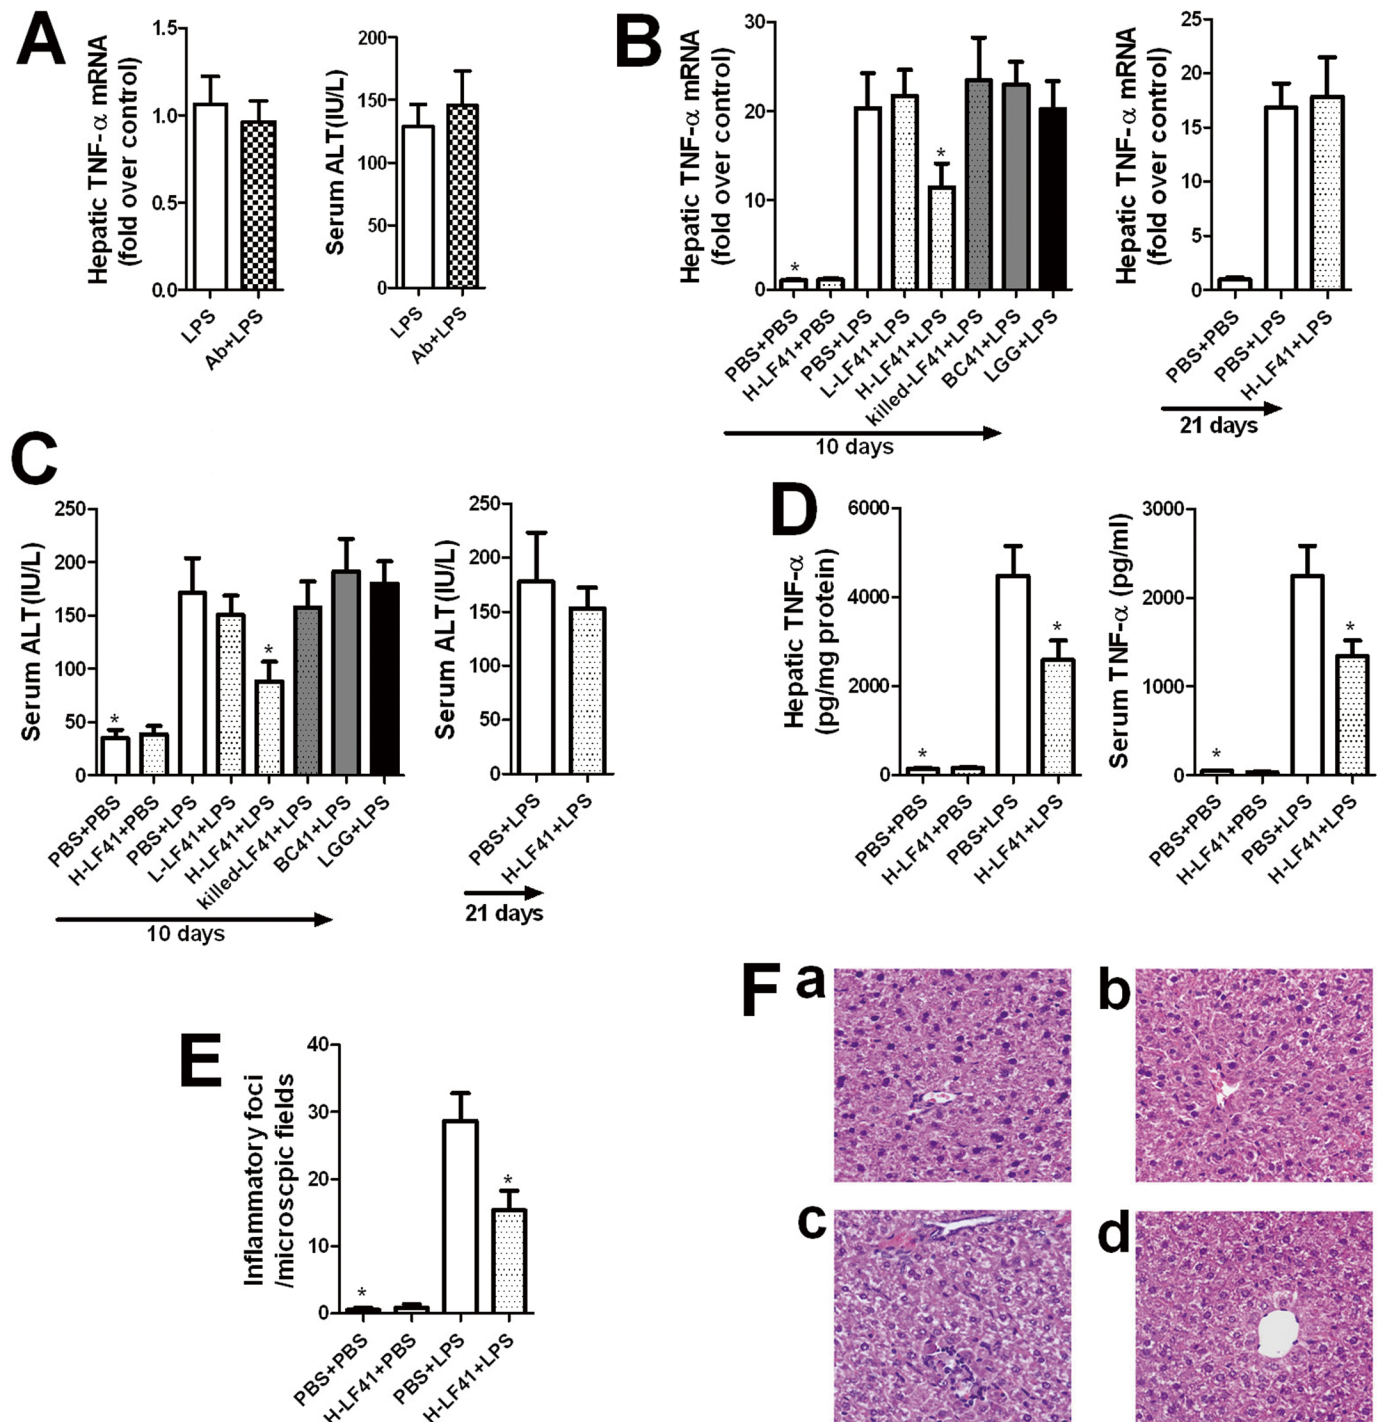 A
Hepatic TNF-α mRNA
(fold over control)
1.5
1.0
0.5
0.0
LPS
Ab+LPS
Serum ALT(IU/L)
200
150
100
50
0
LPS
Ab+LPS
B
Hepatic TNF-α mRNA
(fold over control)
30
20
10
0
PBS+PBS
H-LF41+PBS
PBS+LPS
L-LF41+LPS
H-LF41+LPS
killed-LF41+LPS
BC41+LPS
LGG+LPS
*
*
10 days
Hepatic TNF-α mRNA
(fold over control)
25
20
15
10
5
0
PBS+PBS
PBS+LPS
H-LF41+LPS
21 days
C
Serum ALT(IU/L)
250
200
150
100
50
0
*
*
PBS+PBS
H-LF41+PBS
PBS+LPS
L-LF41+LPS
H-LF41+LPS
killed-LF41+LPS
BC41+LPS
LGG+LPS
10 days
Serum ALT(IU/L)
250
200
150
100
50
0
PBS+LPS
H-LF41+LPS
21 days
D
Hepatic TNF-α
(pg/mg protein)
6000
4000
2000
0
*
*
PBS+PBS
H-LF41+PBS
PBS+LPS
H-LF41+LPS
Serum TNF-α (pg/ml)
3000
2000
1000
0
*
*
PBS+PBS
H-LF41+PBS
PBS+LPS
H-LF41+LPS
E
Inflammatory foci
/microscpic fields
40
30
20
10
0
*
*
PBS+PBS
H-LF41+PBS
PBS+LPS
H-LF41+LPS
F
a
b
c
d